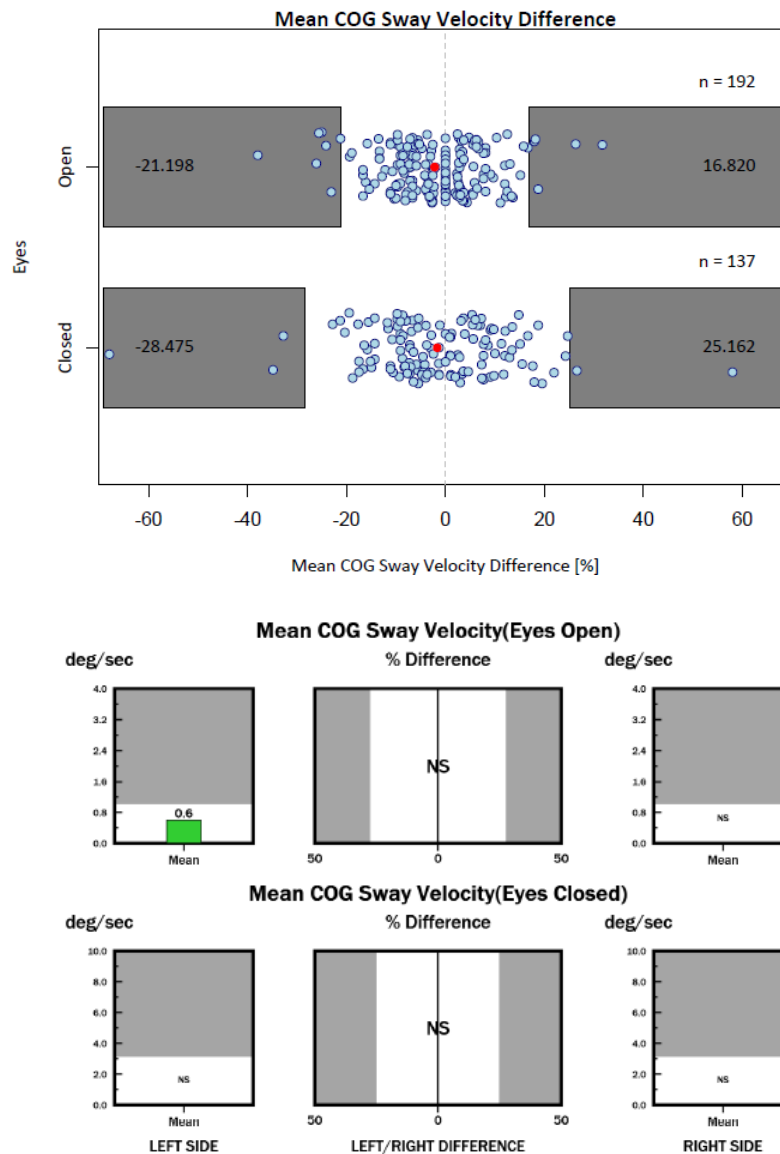 Mean COG Sway Velocity Difference
n = 192
Open
-21.198
16.820
Eyes
n = 137
Closed
-28.475
25.162
-60 -40 -20 0 20 40 60
Mean COG Sway Velocity Difference [%]
Mean COG Sway Velocity(Eyes Open)
deg/sec % Difference deg/sec
4.0 4.0
3.2 3.2
2.4 NS 2.4
1.6 1.6
0.8 0.6 0.8 NS
0.0 0.0
Mean 50 0 50 Mean
Mean COG Sway Velocity(Eyes Closed)
deg/sec % Difference deg/sec
10.0 10.0
8.0 8.0
6.0 NS 6.0
4.0 4.0
2.0 NS 2.0 NS
0.0 0.0
Mean 50 0 50 Mean
LEFT SIDE LEFT/RIGHT DIFFERENCE RIGHT SIDE